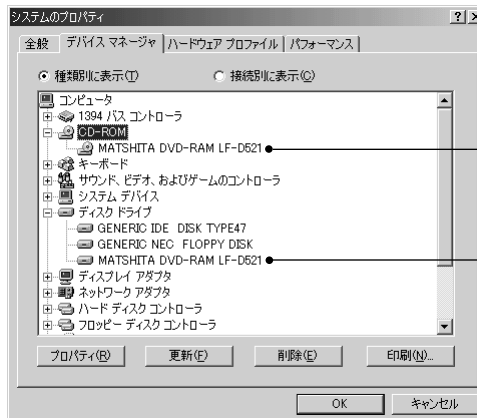 システムのプロパティ
全般 デバイス マネージャ ハードウェア プロファイル パフォーマンス
種類別に表示(T) 接続別に表示(C)
コンピュータ
1394 バス コントローラ
CD-ROM
MATSHITA DVD-RAM LF-D521
キーボード
サウンド、ビデオ、およびゲームのコントローラ
システム デバイス
ディスク ドライブ
GENERIC IDE DISK TYPE47
GENERIC NEC FLOPPY DISK
MATSHITA DVD-RAM LF-D521
ディスプレイ アダプタ
ネットワーク アダプタ
ハード ディスク コントローラ
フロッピー ディスク コントローラ
プロパティ(R) 更新(F) 削除(E) 印刷(N)...
OK キャンセル